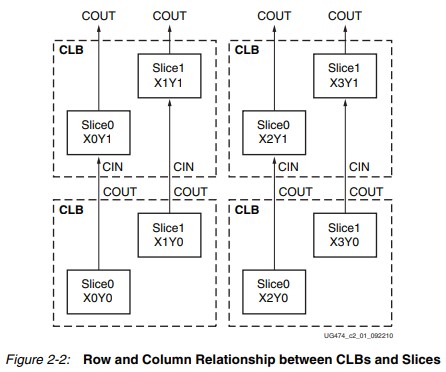 COUT COUT COUT COUT
CLB CLB
Slice1
X1Y1
Slice1
X3Y1
Slice0
X0Y1
Slice0
X2Y1
CIN CIN CIN CIN
COUT COUT COUT COUT
CLB CLB
Slice1
X1Y0
Slice1
X3Y0
Slice0
X0Y0
Slice0
X2Y0
UG474_c2_01_092210
Figure 2-2: Row and Column Relationship between CLBs and Slices